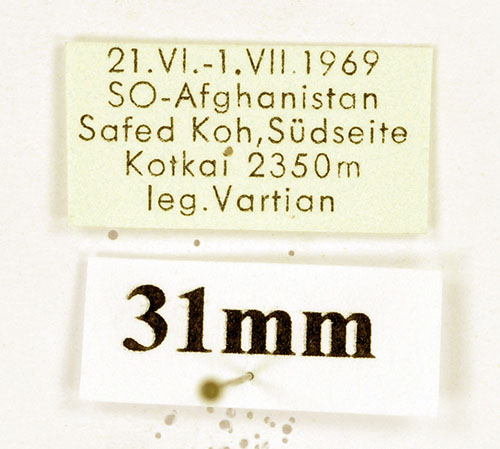 21.VI.-1.VII.1969
SO-Afghanistan
Safed Koh,Südseite
Kotkai 2350m
leg.Vartian
31mm